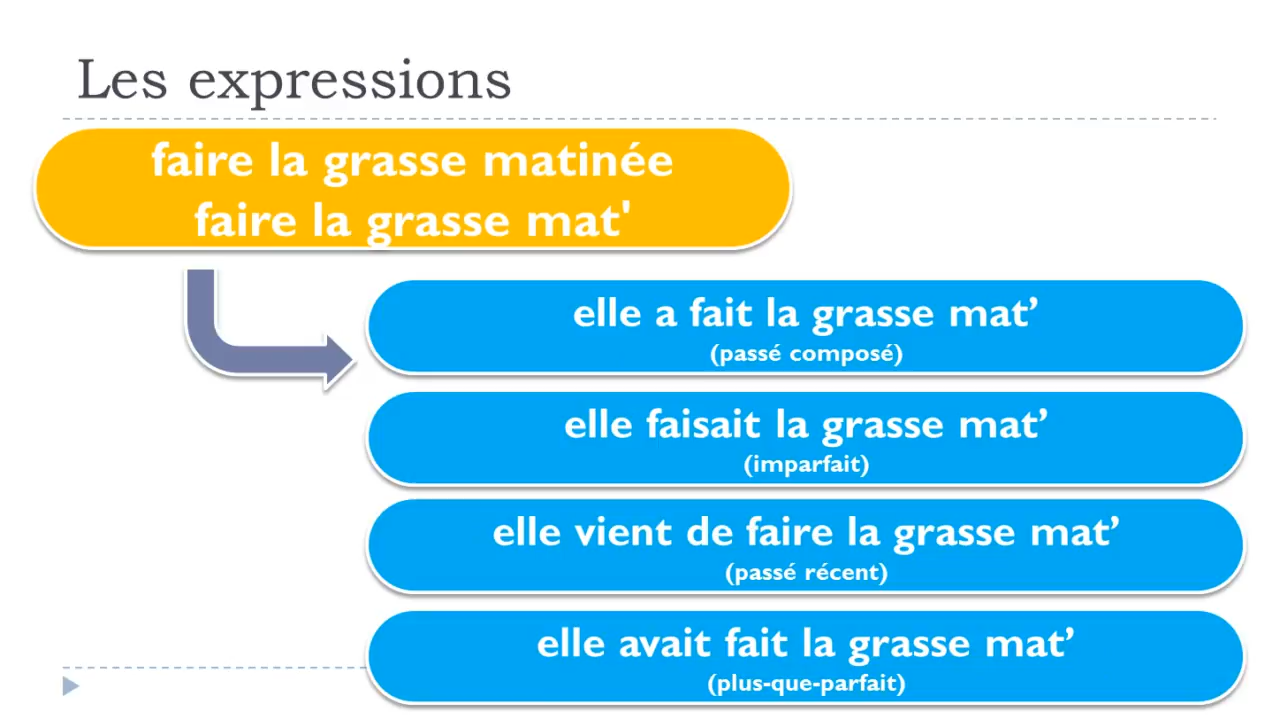 Les expressions
faire la grasse matinée
faire la grasse mat'
elle a fait la grasse mat’
(passé composé)
elle faisait la grasse mat’
(imparfait)
elle vient de faire la grasse mat’
(passé récent)
elle avait fait la grasse mat’
(plus-que-parfait)